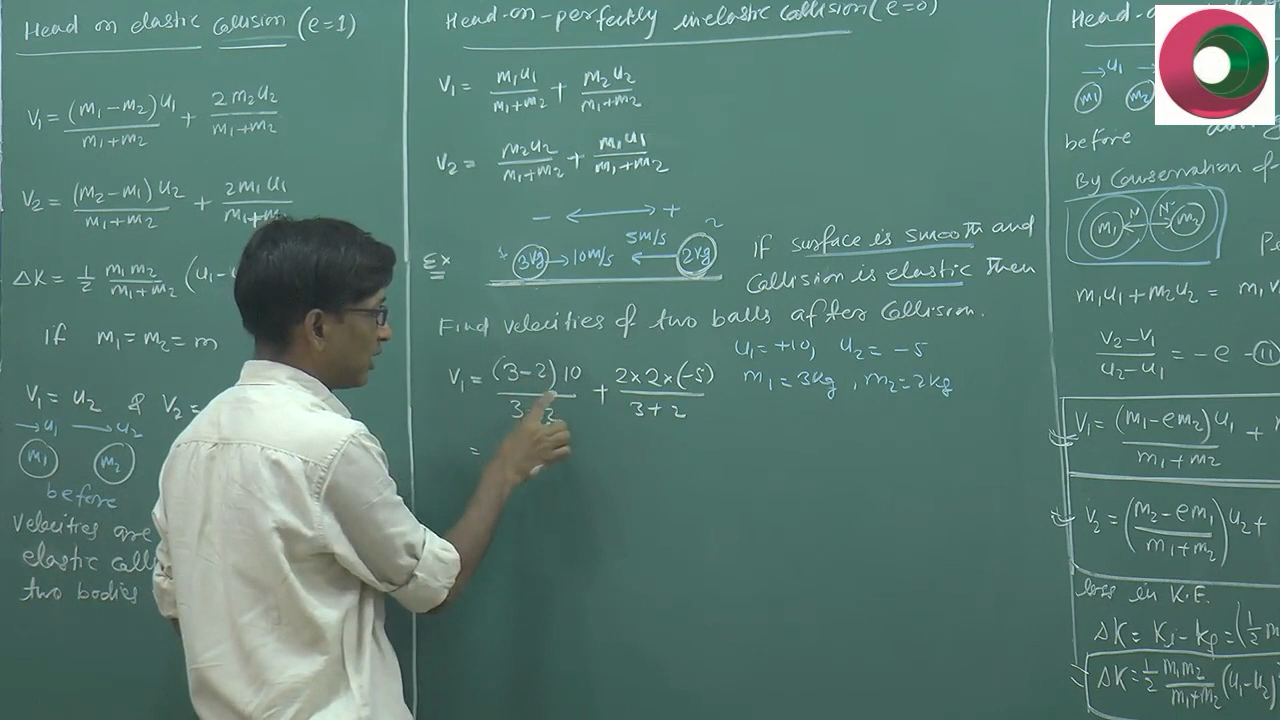 Head on elastic collision (e=1)
V₁ = (m₁-m₂)u₁ / m₁+m₂ + 2m₂u₂ / m₁+m₂
V₂ = (m₂-m₁)u₂ / m₁+m₂ + 2m₁u₁ / m₁+m₂
ΔK = 1/2 m₁m₂ / m₁+m₂ (u₁-u
if m₁ = m₂ = m
V₁ = u₂ & V₂ =
→u₁ →u₂
m₁ m₂
before
Velocities are
elastic colli
two bodies
Head-on-perfectly inelastic collision (e=0)
V₁ = m₁u₁ / m₁+m₂ + m₂u₂ / m₁+m₂
V₂ = m₂u₂ / m₁+m₂ + m₁u₁ / m₁+m₂
- ↔ +
Ex 1 3kg → 10m/s 5m/s ← 2kg 2
If surface is smooth and
collision is elastic then
Find velocities of two balls after collision.
u₁ = +10, u₂ = -5
m₁ = 3kg, m₂ = 2kg
V₁ = (3-2)10 / 3+2 + 2×2×(-5) / 3+2
=
Head-o
→u₁ →
m₁ m₂
before
By Conservation of
m₁ N ↔ N m₂
m₁u₁ + m₂u₂ = m₁v
V₂-V₁ / u₂-u₁ = -e -(11)
V₁ = (m₁-em₂)u₁ / m₁+m₂ +
V₂ = (m₂-em₁ / m₁+m₂) u₂ +
loss in K.E.
ΔK = Ki - Kf = (1/2 m
ΔK = 1/2 m₁m₂ / m₁+m₂ (u₁-u₂)